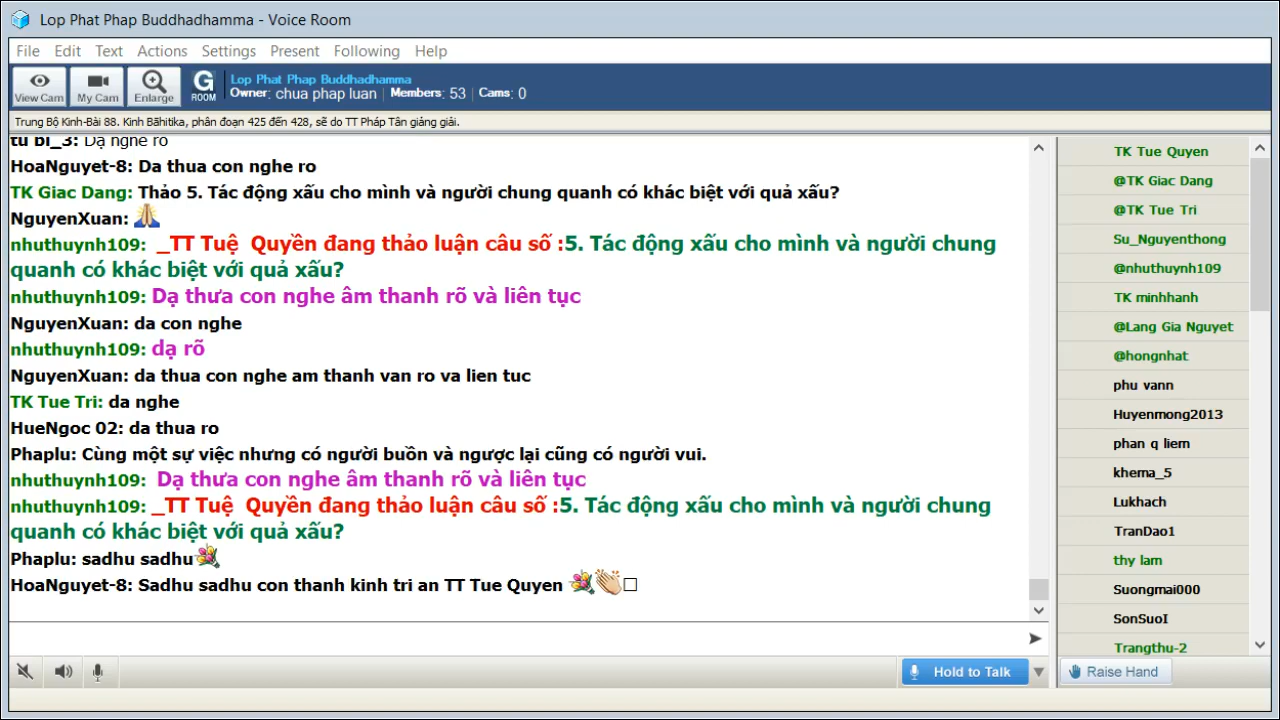 Lop Phat Phap Buddhadhamma - Voice Room
File Edit Text Actions Settings Present Following Help
View Cam My Cam Enlarge G ROOM
Lop Phat Phap Buddhadhamma
Owner: chua phap luan | Members: 53 | Cams: 0
Trung Bộ Kinh-Bài 88. Kinh Bāhitika, phân đoạn 425 đến 428, sẽ do TT Pháp Tân giảng giải.
tu bi_3: Dạ nghe rõ
HoaNguyet-8: Da thua con nghe ro
TK Giac Dang: Thảo 5. Tác động xấu cho mình và người chung quanh có khác biệt với quả xấu?
NguyenXuan:
nhuthuynh109: _TT Tuệ Quyền đang thảo luận câu số :5. Tác động xấu cho mình và người chung
quanh có khác biệt với quả xấu?
nhuthuynh109: Dạ thưa con nghe âm thanh rõ và liên tục
NguyenXuan: da con nghe
nhuthuynh109: dạ rõ
NguyenXuan: da thua con nghe am thanh van ro va lien tuc
TK Tue Tri: da nghe
HueNgoc 02: da thua ro
Phaplu: Cùng một sự việc nhưng có người buồn và ngược lại cũng có người vui.
nhuthuynh109: Dạ thưa con nghe âm thanh rõ và liên tục
nhuthuynh109: _TT Tuệ Quyền đang thảo luận câu số :5. Tác động xấu cho mình và người chung
quanh có khác biệt với quả xấu?
Phaplu: sadhu sadhu
HoaNguyet-8: Sadhu sadhu con thanh kinh tri an TT Tue Quyen
TK Tue Quyen
@TK Giac Dang
@TK Tue Tri
Su_Nguyenthong
@nhuthuynh109
TK minhhanh
@Lang Gia Nguyet
@hongnhat
phu vann
Huyenmong2013
phan q liem
khema_5
Lukhach
TranDao1
thy lam
Suongmai000
SonSuoI
Trangthu-2
Hold to Talk
Raise Hand